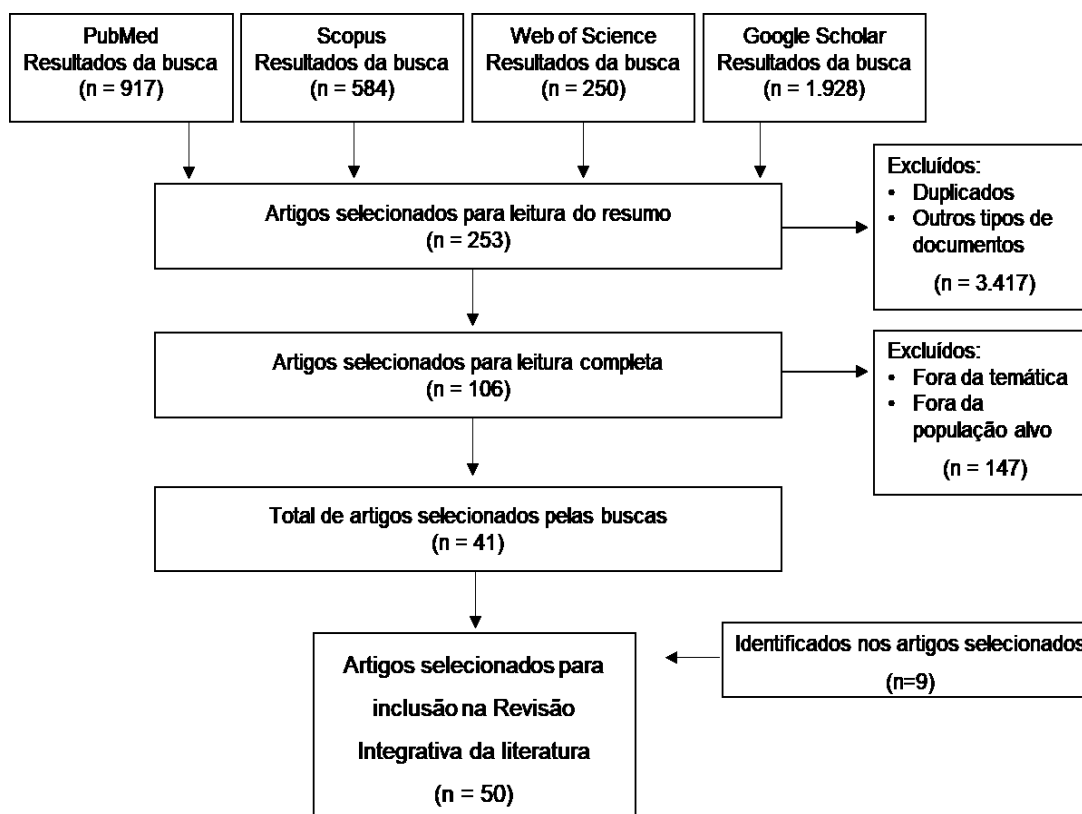 PubMed
Resultados da busca
(n = 917)
Scopus
Resultados da busca
(n = 584)
Web of Science
Resultados da busca
(n = 250)
Google Scholar
Resultados da busca
(n = 1.928)
Artigos selecionados para leitura do resumo
(n = 253)
Excluídos:
• Duplicados
• Outros tipos de
documentos
(n = 3.417)
Artigos selecionados para leitura completa
(n = 106)
Excluídos:
• Fora da temática
• Fora da
população alvo
(n = 147)
Total de artigos selecionados pelas buscas
(n = 41)
Identificados nos artigos selecionados
(n=9)
Artigos selecionados para
inclusão na Revisão
Integrativa da literatura
(n = 50)